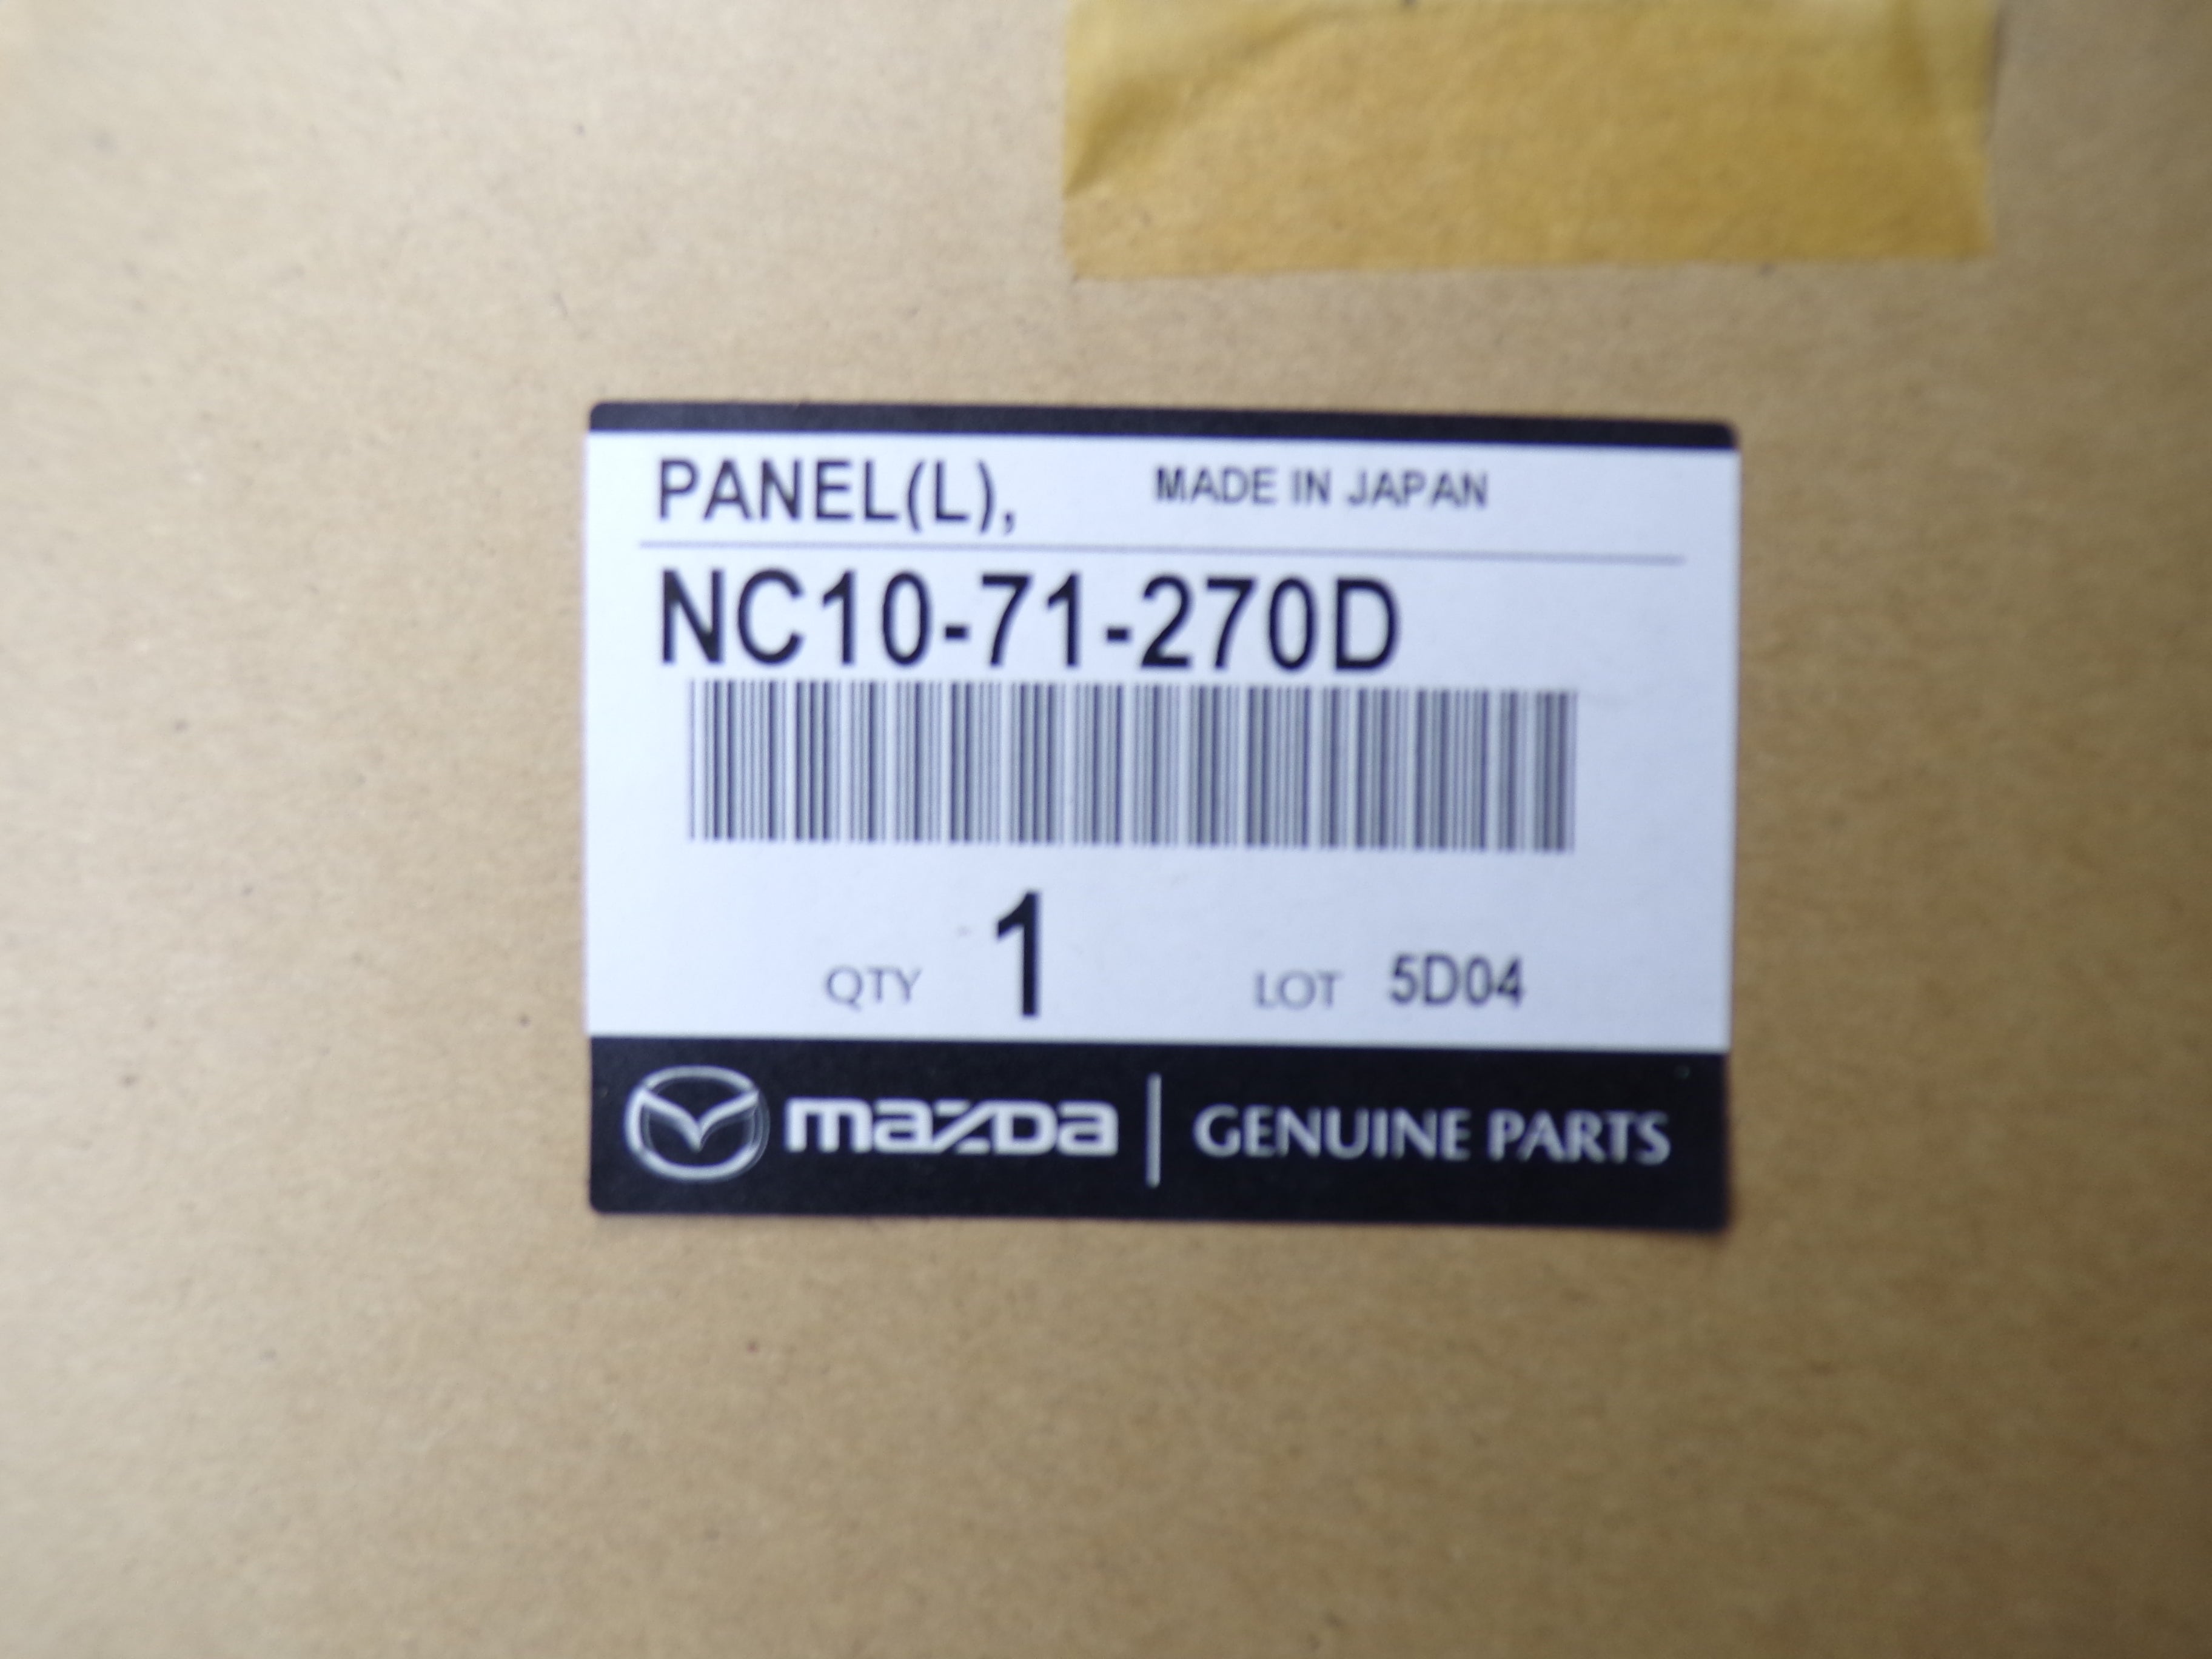 PANEL(L), MADE IN JAPAN
NC10-71-270D
QTY 1 LOT 5D04
mazDa | GENUINE PARTS